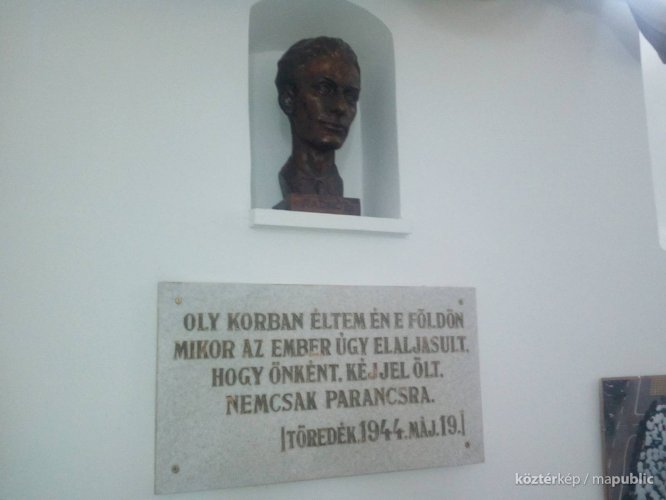 OLY KORBAN ÉLTEM ÉN E FÖLDÖN
MIKOR AZ EMBER ÚGY ELALJASULT,
HOGY ÖNKÉNT, KÉJJEL ÖLT,
NEMCSAK PARANCSRA.
|TÖREDÉK.1944.MÁJ.19.|
köztérkép / mapublic